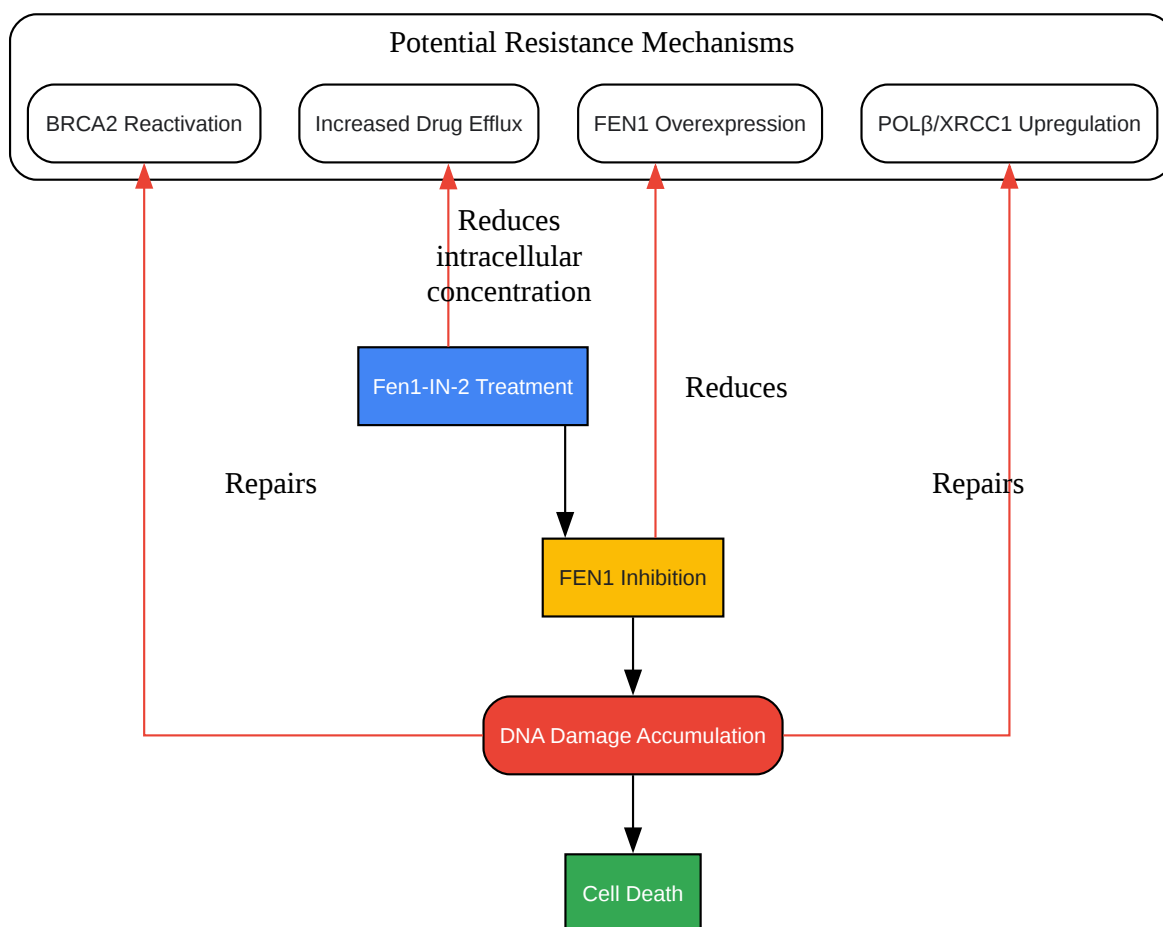 Potential Resistance Mechanisms
BRCA2 Reactivation
Increased Drug Efflux
FEN1 Overexpression
POLβ/XRCC1 Upregulation
Reduces
intracellular
concentration
Fen1-IN-2 Treatment
Reduces
Repairs
Repairs
FEN1 Inhibition
DNA Damage Accumulation
Cell Death